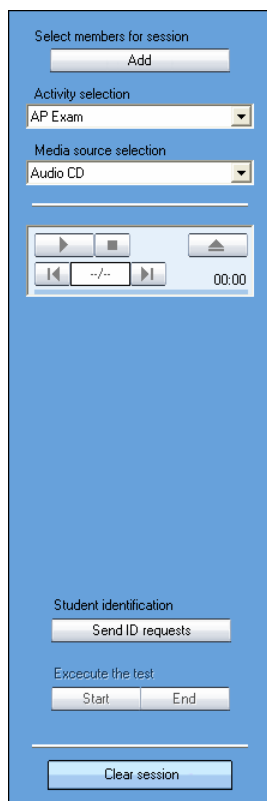 Select members for session
Add
Activity selection
AP Exam
Media source selection
Audio CD
--/--
00:00
Student identification
Send ID requests
Excecute the test
Start End
Clear session